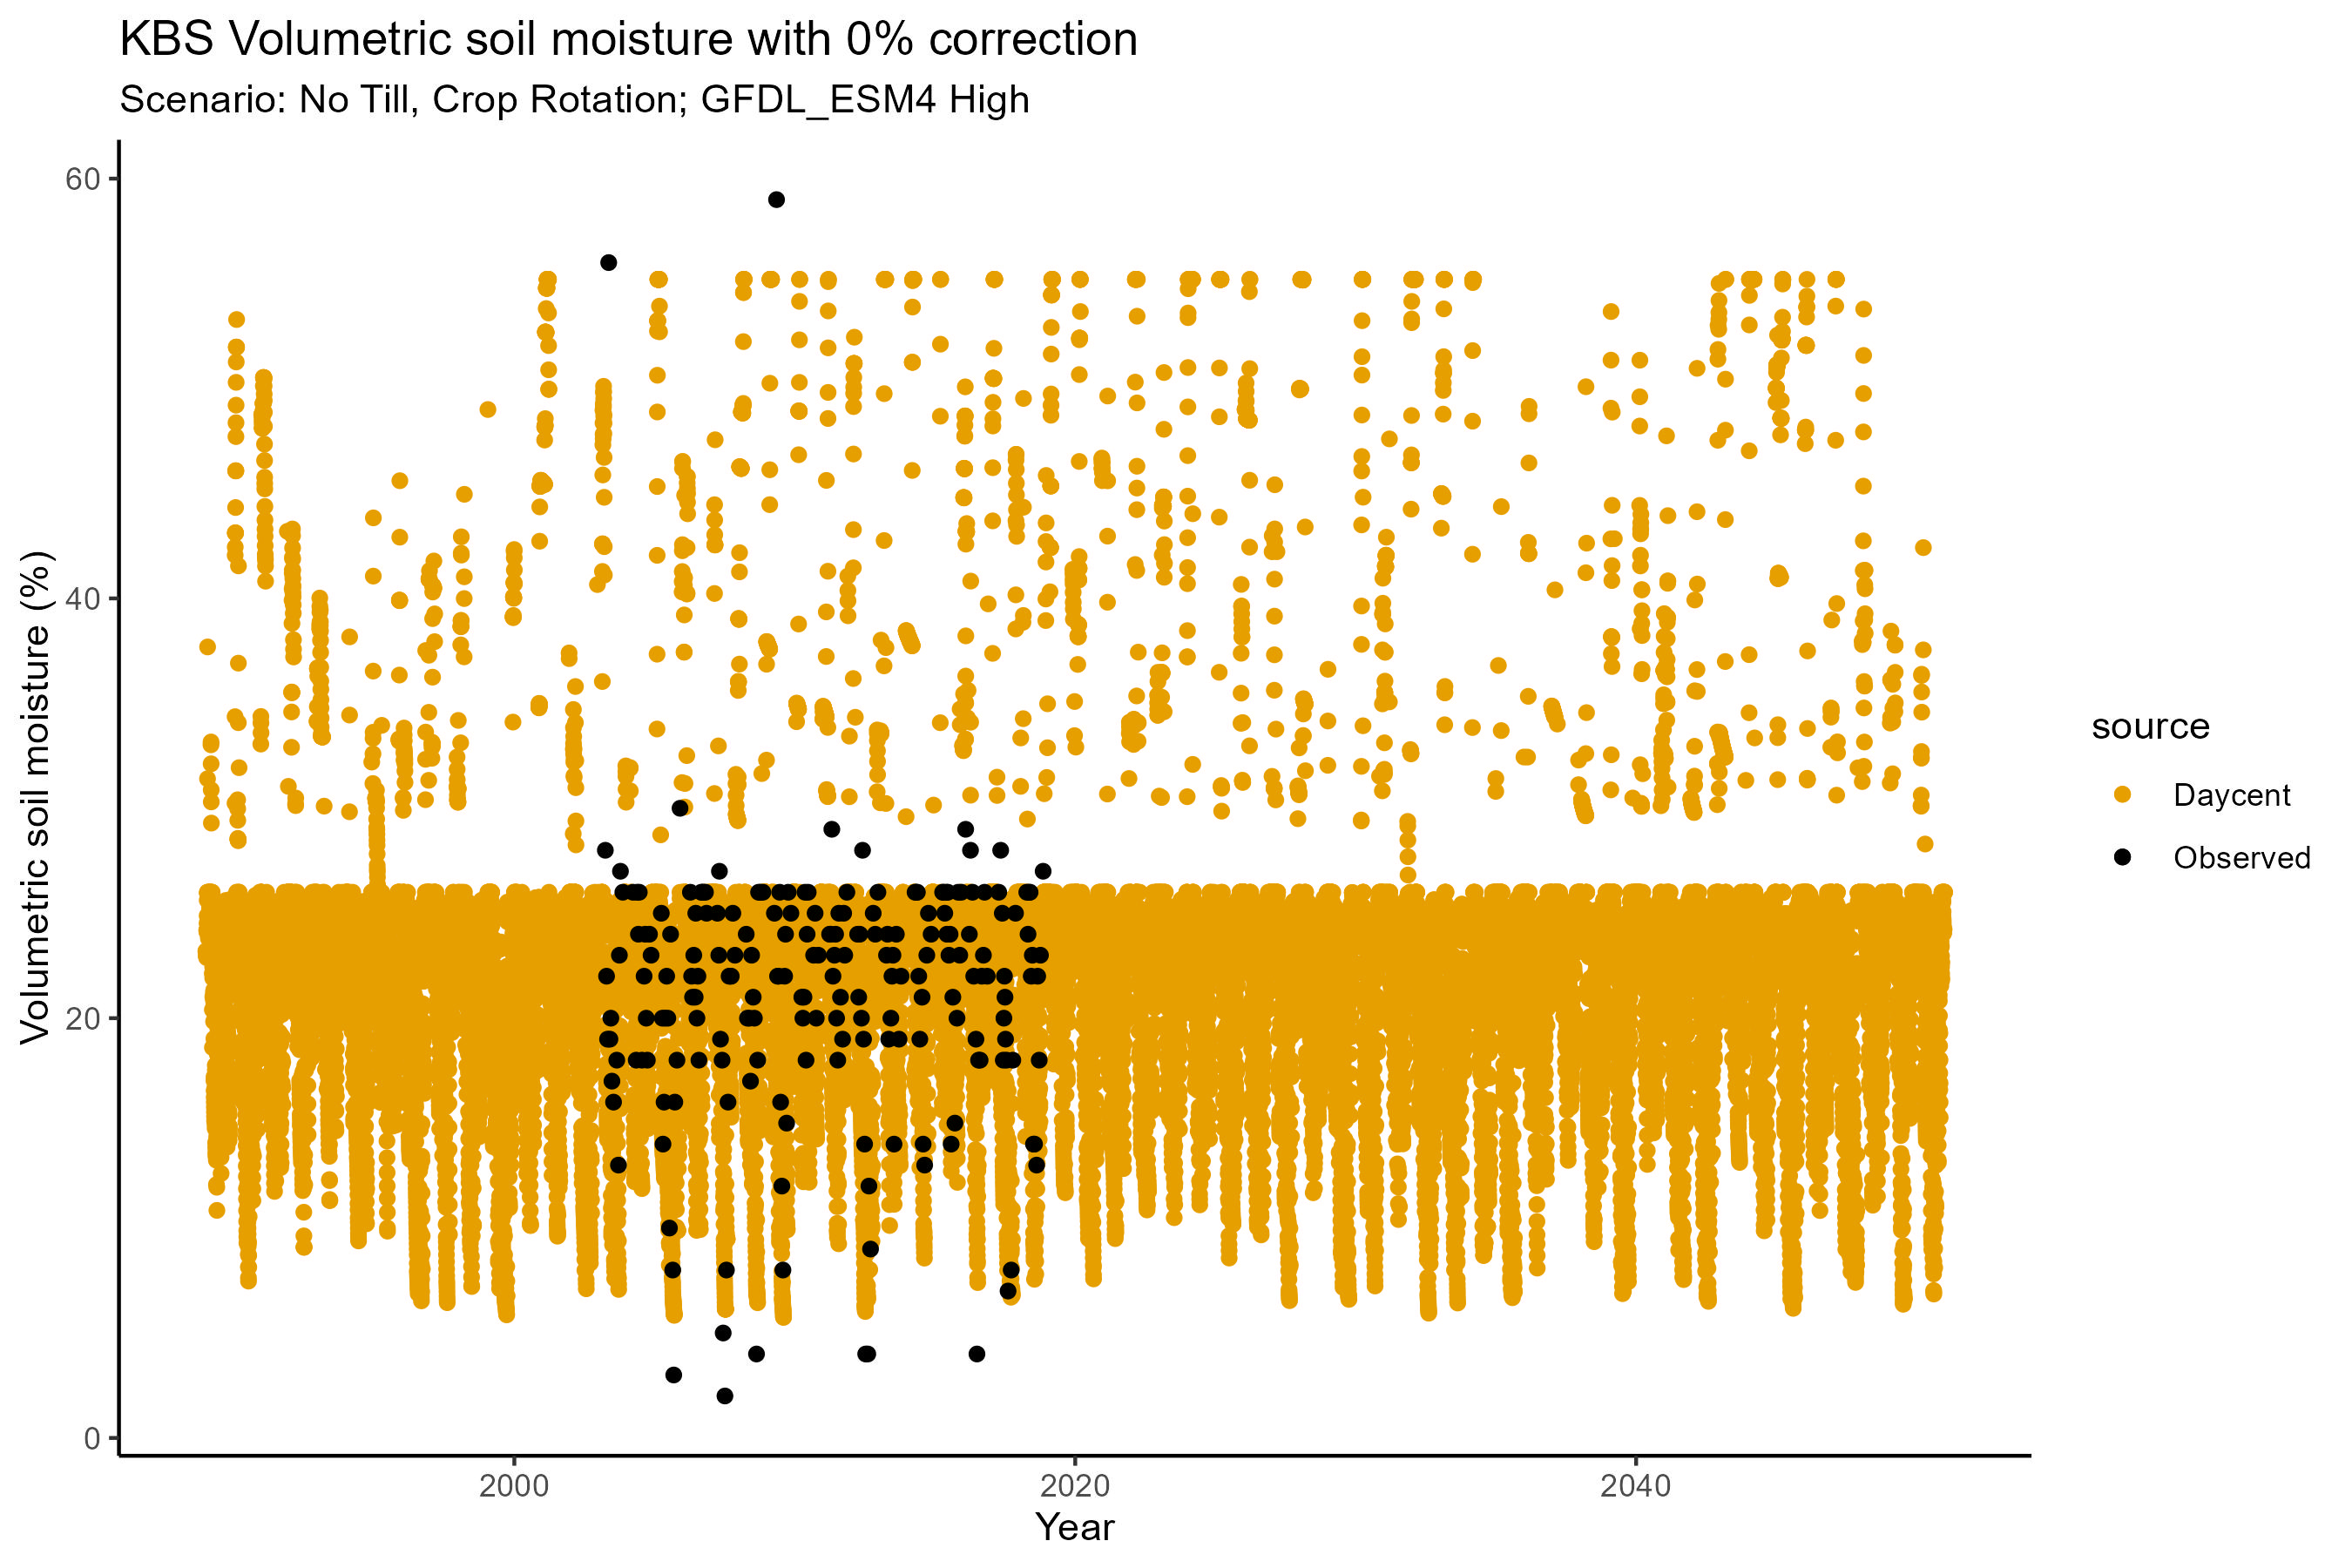 KBS Volumetric soil moisture with 0% correction
Scenario: No Till, Crop Rotation; GFDL_ESM4 High
Volumetric soil moisture (%)
60
40
20
0
2000
2020
2040
Year
source
Daycent
Observed